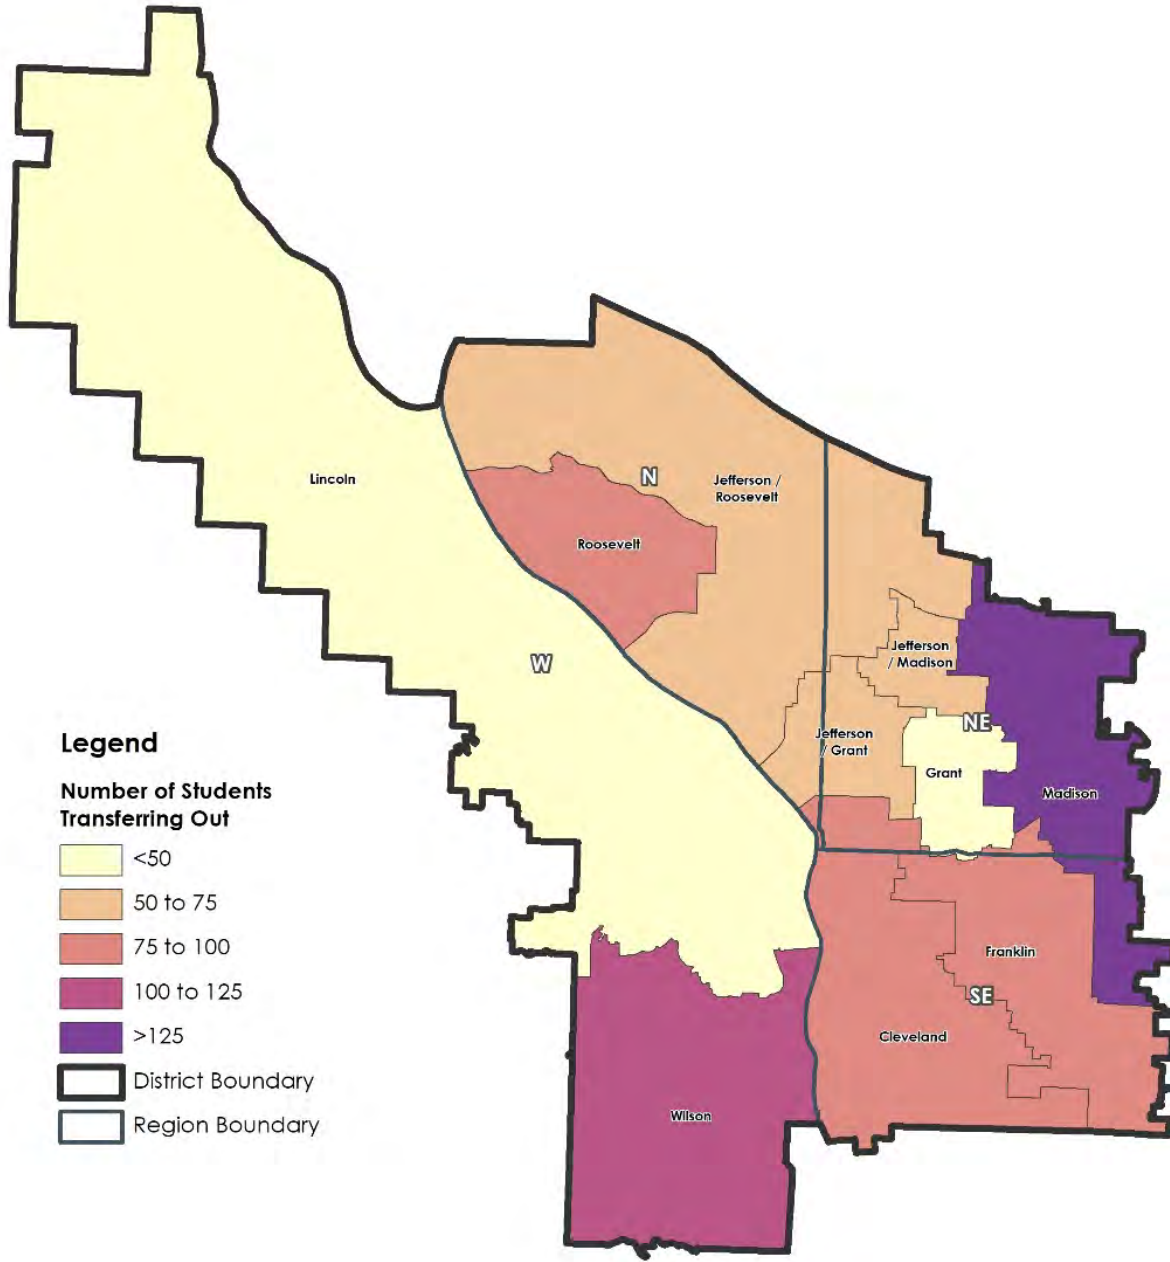 Lincoln
N
Jefferson /
Roosevelt
Roosevelt
W
Jefferson
/ Madison
NE
Jefferson
/ Grant
Grant
Madison
Franklin
SE
Cleveland
Wilson
Legend
Number of Students
Transferring Out
<50
50 to 75
75 to 100
100 to 125
>125
District Boundary
Region Boundary